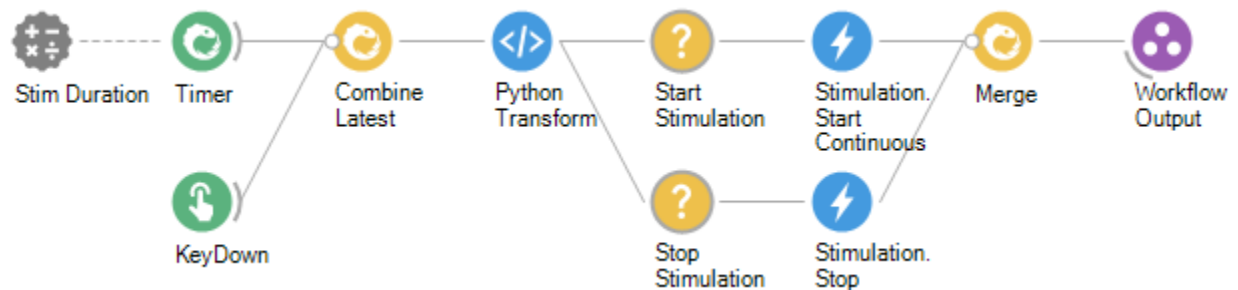 Stim Duration
Timer
Combine
Latest
Python
Transform
Start
Stimulation
Stimulation.
Start
Continuous
Merge
Workflow
Output
KeyDown
Stop
Stimulation
Stimulation.
Stop